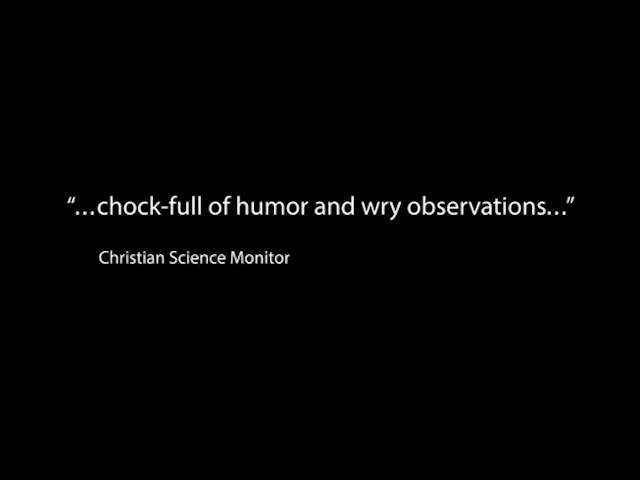 “...chock-full of humor and wry observations...”
Christian Science Monitor